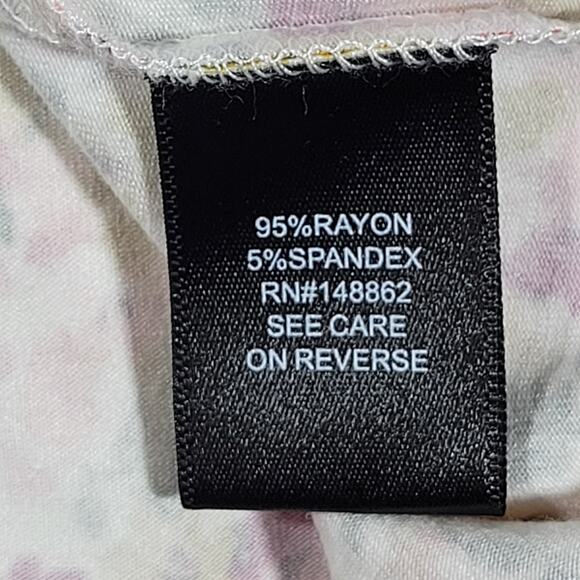 95%RAYON
5%SPANDEX
RN#148862
SEE CARE
ON REVERSE